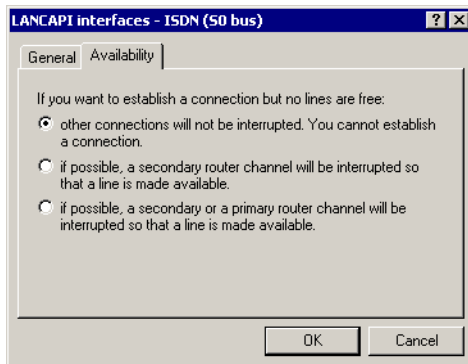 LANCAPI interfaces - ISDN (S0 bus)
General Availability
If you want to establish a connection but no lines are free:
other connections will not be interrupted. You cannot establish
a connection.
if possible, a secondary router channel will be interrupted so
that a line is made available.
if possible, a secondary or a primary router channel will be
interrupted so that a line is made available.
OK Cancel